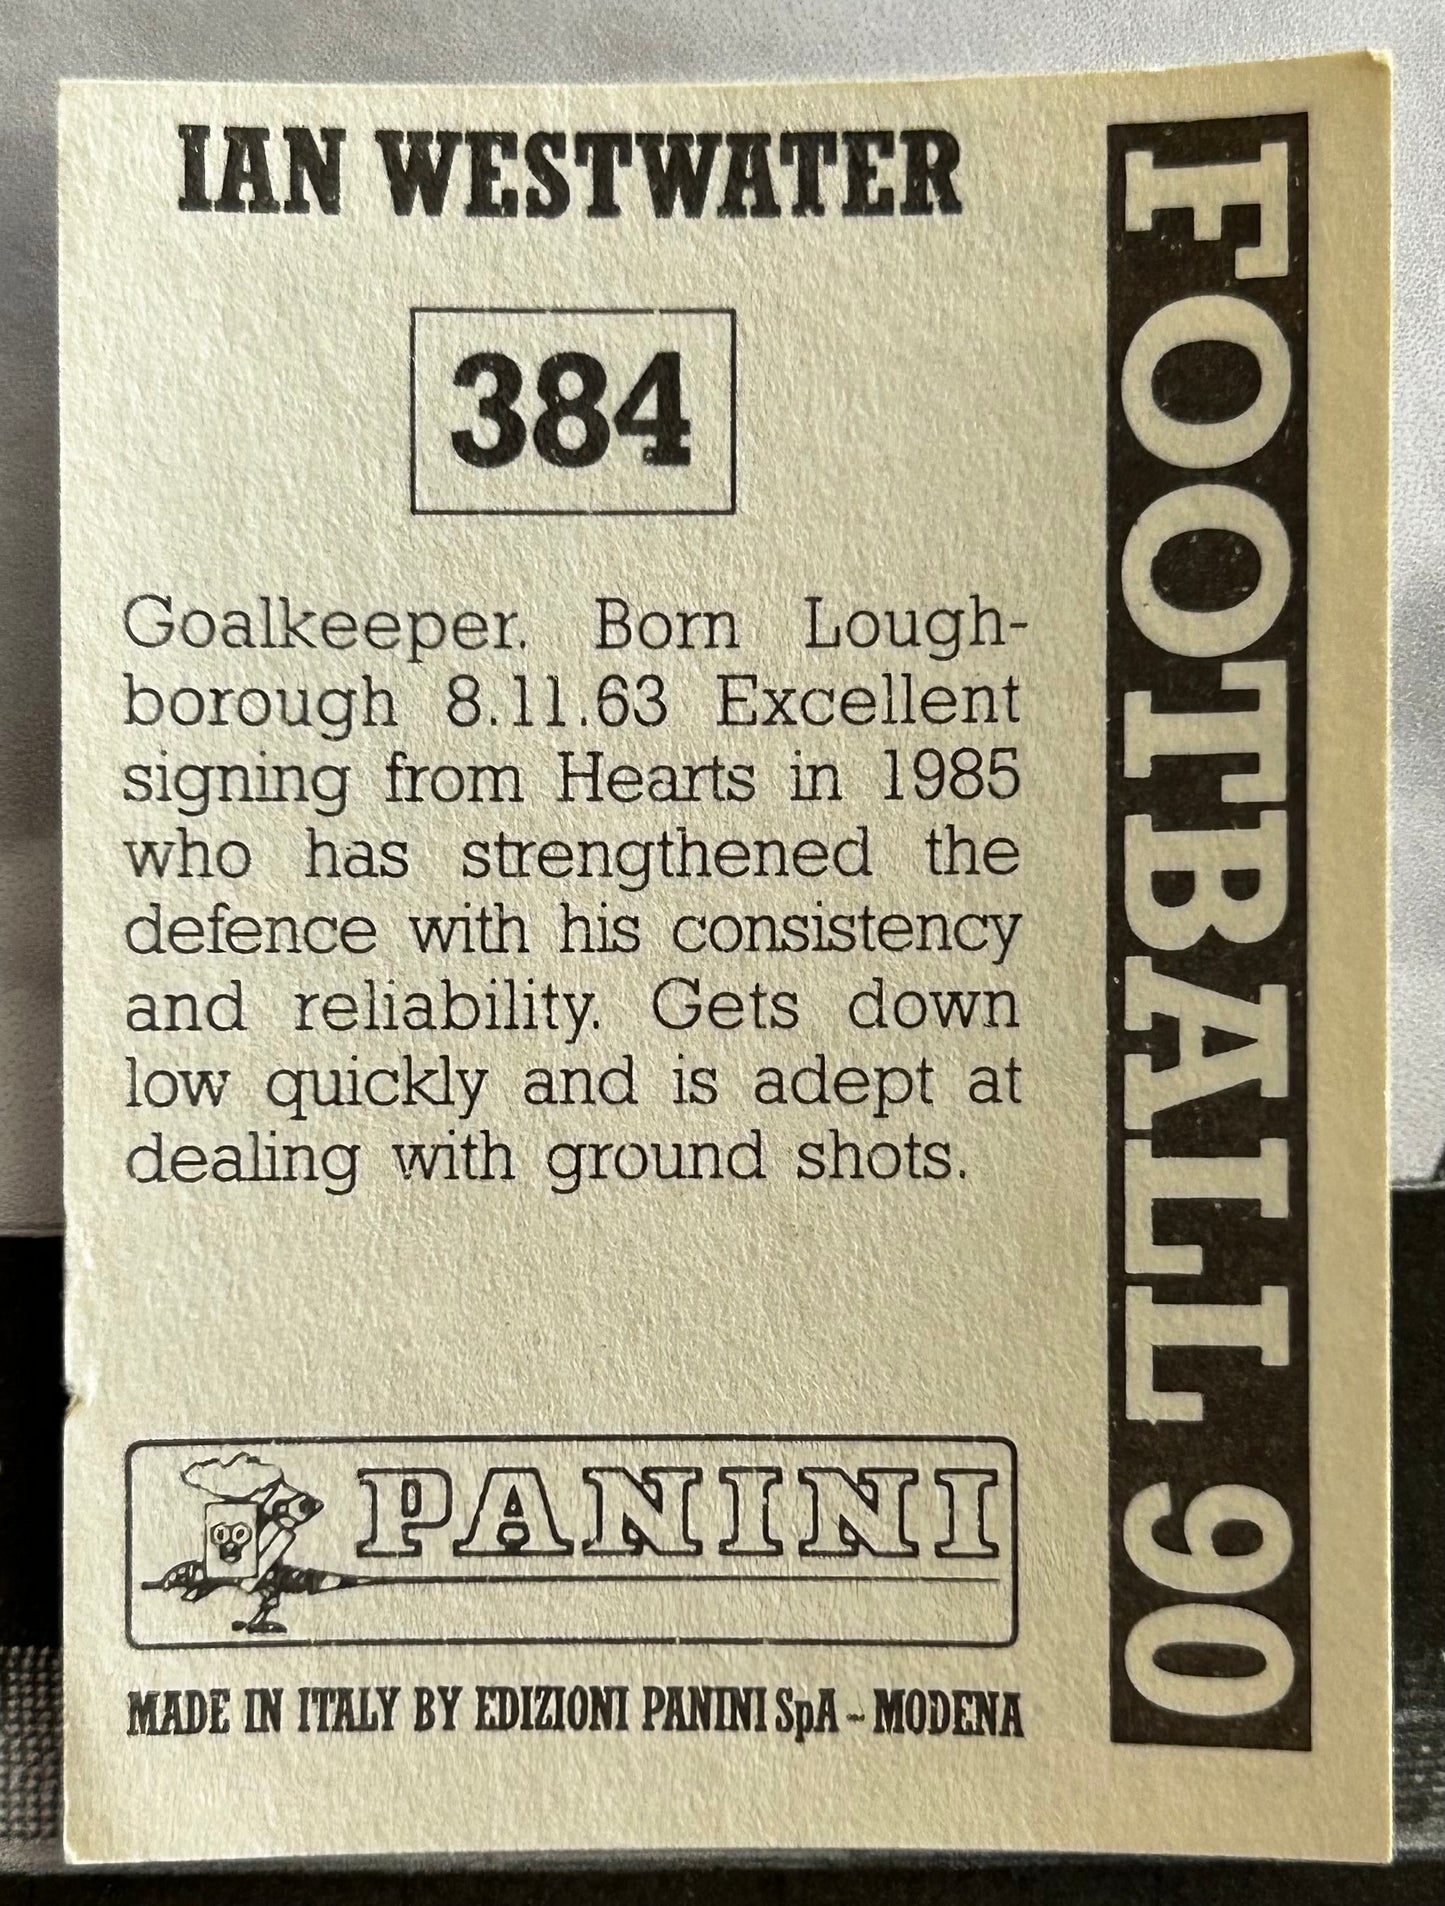 IAN WESTWATER
384
Goalkeeper. Born Lough-
borough 8.11.63 Excellent
signing from Hearts in 1985
who has strengthened the
defence with his consistency
and reliability. Gets down
low quickly and is adept at
dealing with ground shots.
PANINI
MADE IN ITALY BY EDIZIONI PANINI SpA - MODENA
FOOTBALL 90